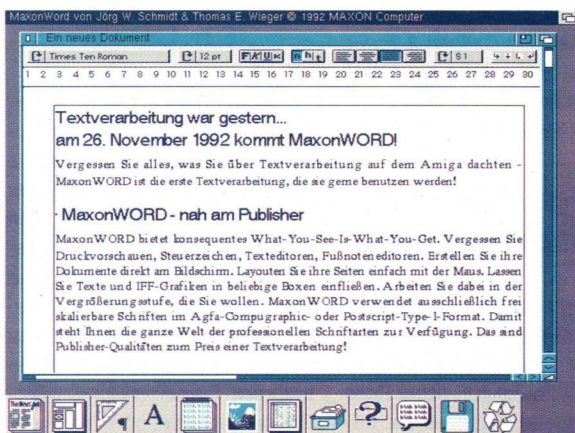 MaxonWord von Jörg W. Schmidt & Thomas E. Wieger © 1992 MAXON Computer
Ein neues Dokument
Times Ten Roman 12 pt F K U K n h t S 1
1 2 3 4 5 6 7 8 9 10 11 12 13 14 15 16 17 18 19 20 21 22 23 24 25 26 27 28 29 30
Textverarbeitung war gestern...
am 26. November 1992 kommt MaxonWORD!
Vergessen Sie alles, was Sie über Textverarbeitung auf dem Amiga dachten -
MaxonWORD ist die erste Textverarbeitung, die sie gerne benutzen werden!
· MaxonWORD - nah am Publisher
MaxonWORD bietet konsequentes What-You-See-Is-What-You-Get. Vergessen Sie
Druckvorschauen, Steuerzeichen, Texteditoren, Fußnoteneditoren. Erstellen Sie ihre
Dokumente direkt am Bildschirm. Layouten Sie ihre Seiten einfach mit der Maus. Lassen
Sie Texte und IFF-Grafiken in beliebige Boxen einfließen. Arbeiten Sie dabei in der
Vergrößerungsstufe, die Sie wollen. MaxonWORD verwendet ausschließlich frei
skalierbare Schriften im Agfa-Compugraphic- oder Postscript-Type-1-Format. Damit
steht Ihnen die ganze Welt der professionellen Schriftarten zur Verfügung. Das sind
Publisher-Qualitäten zum Preis einer Textverarbeitung!
A